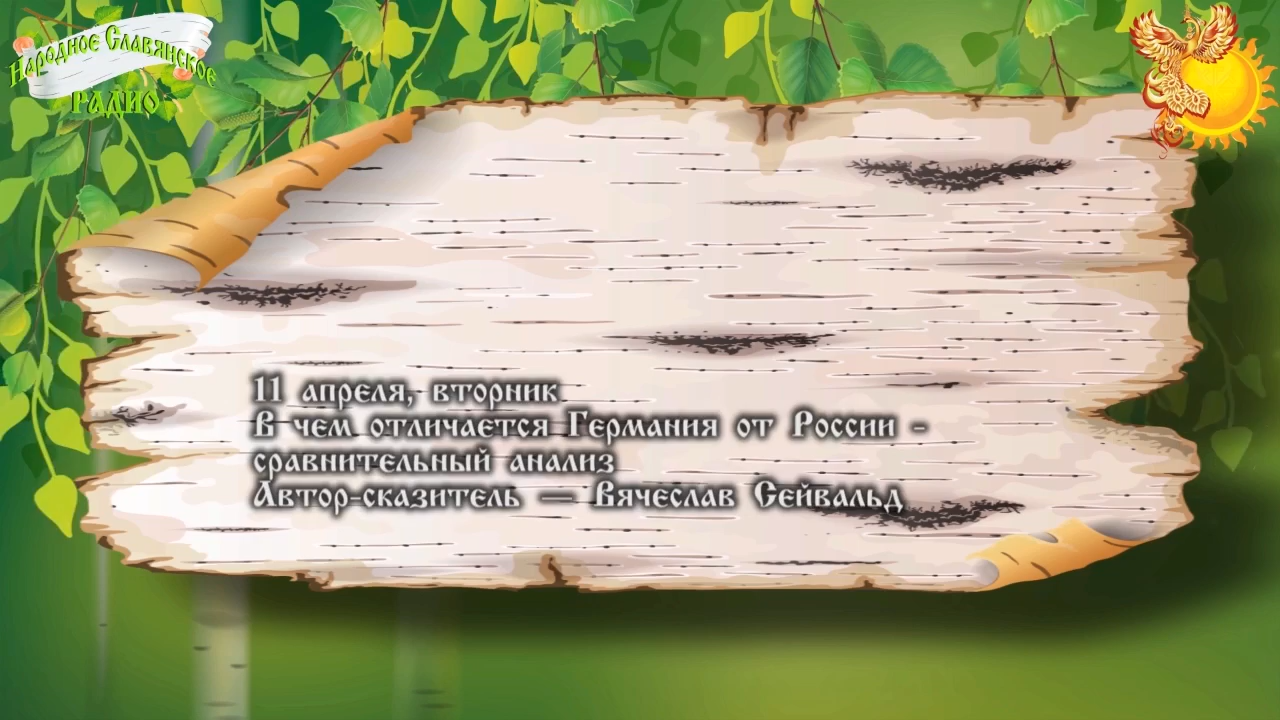 Народное Славянское
РАДИО
11 апреля, вторник
В чем отличается Германия от России -
сравнительный анализ
Автор-сказитель — Вячеслав Сейвальд